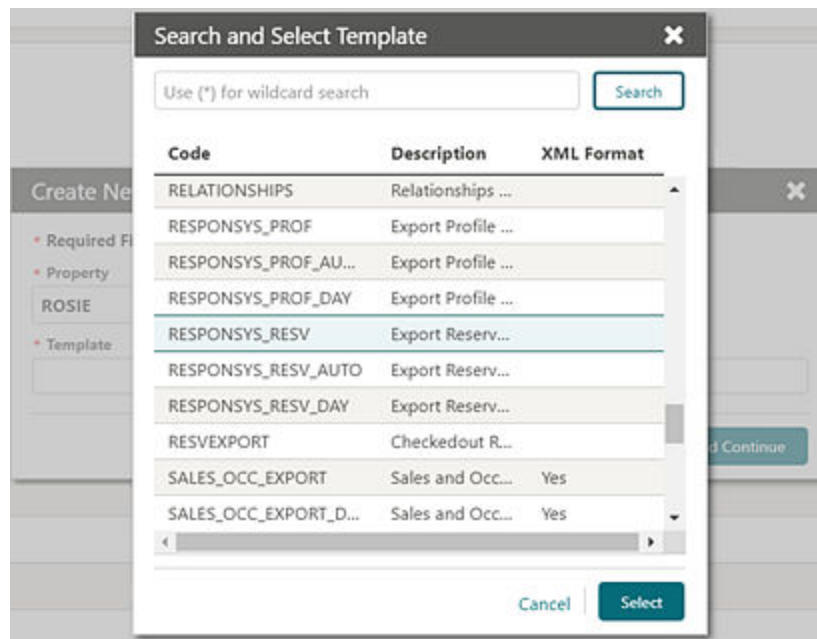 Search and Select Template
Use (*) for wildcard search
Search
Code Description XML Format
RELATIONSHIPS Relationships ...
RESPONSYS_PROF Export Profile ...
RESPONSYS_PROF_AU... Export Profile ...
RESPONSYS_PROF_DAY Export Profile ...
RESPONSYS_RESV Export Reserv...
RESPONSYS_RESV_AUTO Export Reserv...
RESPONSYS_RESV_DAY Export Reserv...
RESVEXPORT Checkedout R...
SALES_OCC_EXPORT Sales and Occ... Yes
SALES_OCC_EXPORT_D... Sales and Occ... Yes
Cancel
Select
Create Ne
* Required Fi
* Property
ROSIE
* Template
d Continue